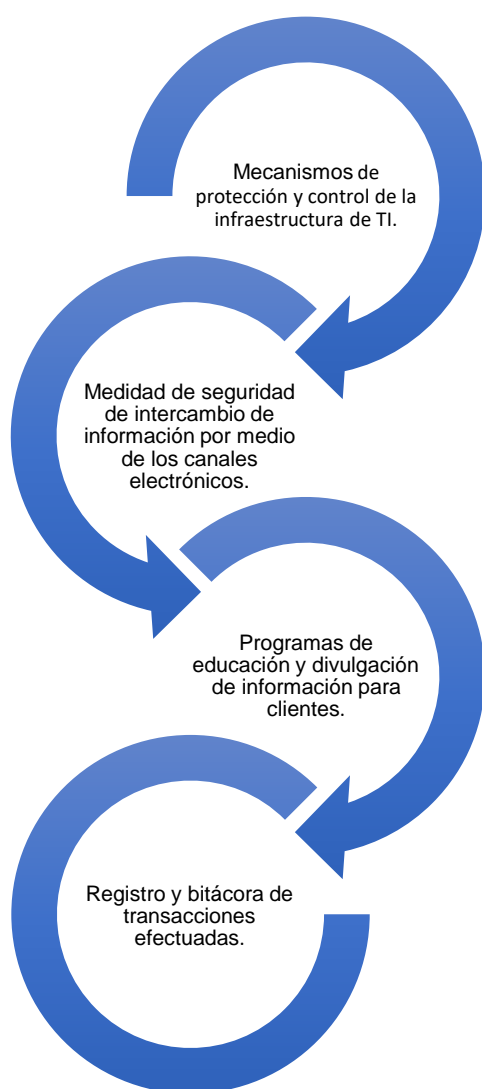 Mecanismos de
protección y control de la
infraestructura de TI.
Medidad de seguridad
de intercambio de
información por medio
de los canales
electrónicos.
Programas de
educación y divulgación
de información para
clientes.
Registro y bitácora de
transacciones
efectuadas.